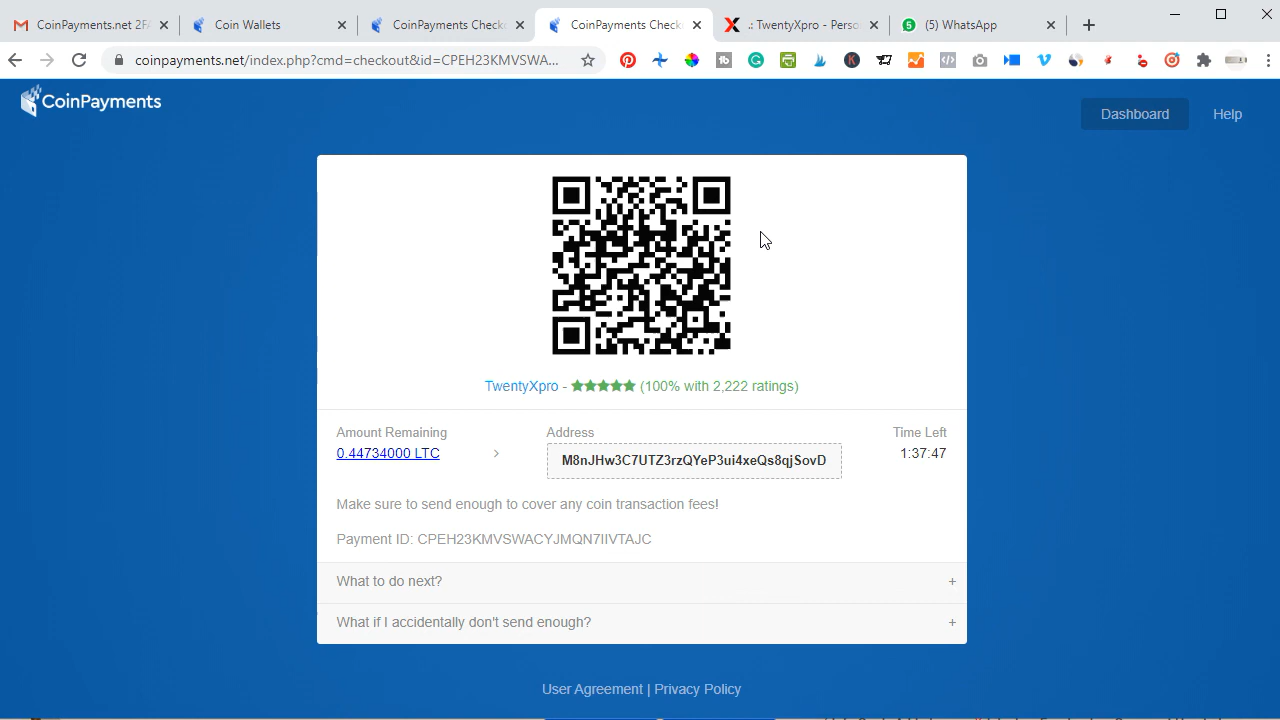 CoinPayments.net 2FA
Coin Wallets
CoinPayments Check
CoinPayments Check
.: TwentyXpro - Perso
(5) WhatsApp
coinpayments.net/index.php?cmd=checkout&id=CPEH23KMVSWA...
CoinPayments
Dashboard
Help
TwentyXpro - ★★★★★ (100% with 2,222 ratings)
Amount Remaining
0.44734000 LTC
Address
M8nJHw3C7UTZ3rzQYeP3ui4xeQs8qjSovD
Time Left
1:37:47
Make sure to send enough to cover any coin transaction fees!
Payment ID: CPEH23KMVSWACYJMQN7IIVTAJC
What to do next?
+
What if I accidentally don't send enough?
+
User Agreement | Privacy Policy